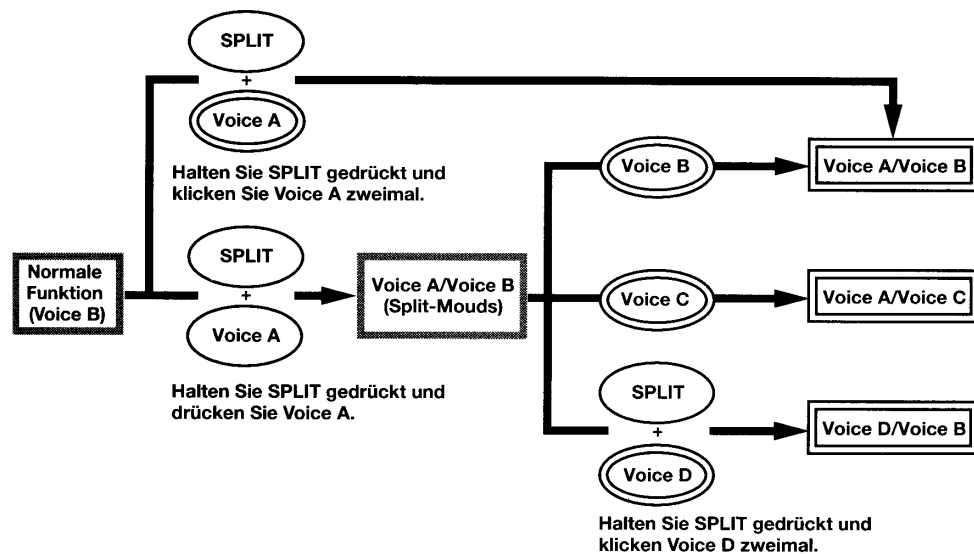 SPLIT
+
Voice A
Halten Sie SPLIT gedrückt und
klicken Sie Voice A zweimal.
Normale
Funktion
(Voice B)
SPLIT
+
Voice A
Halten Sie SPLIT gedrückt und
drücken Sie Voice A.
Voice A/Voice B
(Split-Mouds)
Voice B
Voice A/Voice B
Voice C
Voice A/Voice C
SPLIT
+
Voice D
Voice D/Voice B
Halten Sie SPLIT gedrückt und
klicken Voice D zweimal.